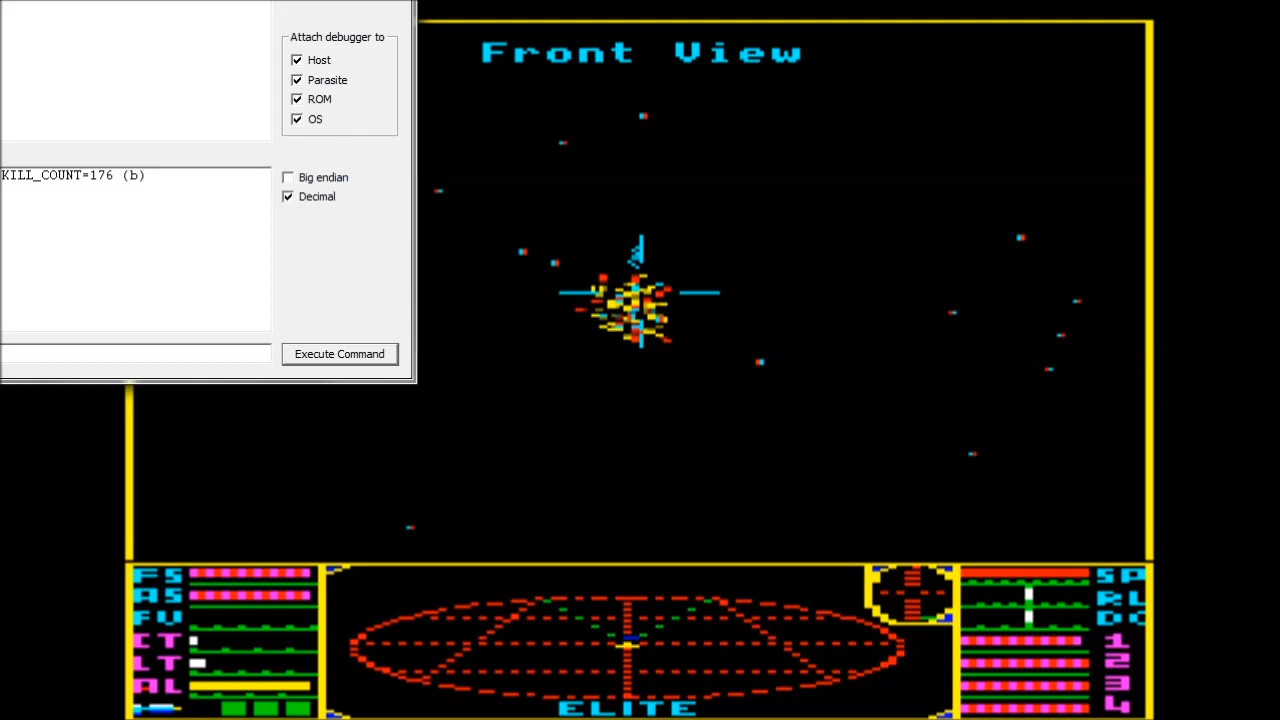 Attach debugger to
Host
Parasite
ROM
OS
KILL_COUNT=176 (b)
Big endian
Decimal
Execute Command
Front View
FS
AS
FV
CT
LT
AL
SP
RL
DC
1
2
3
4
ELITE